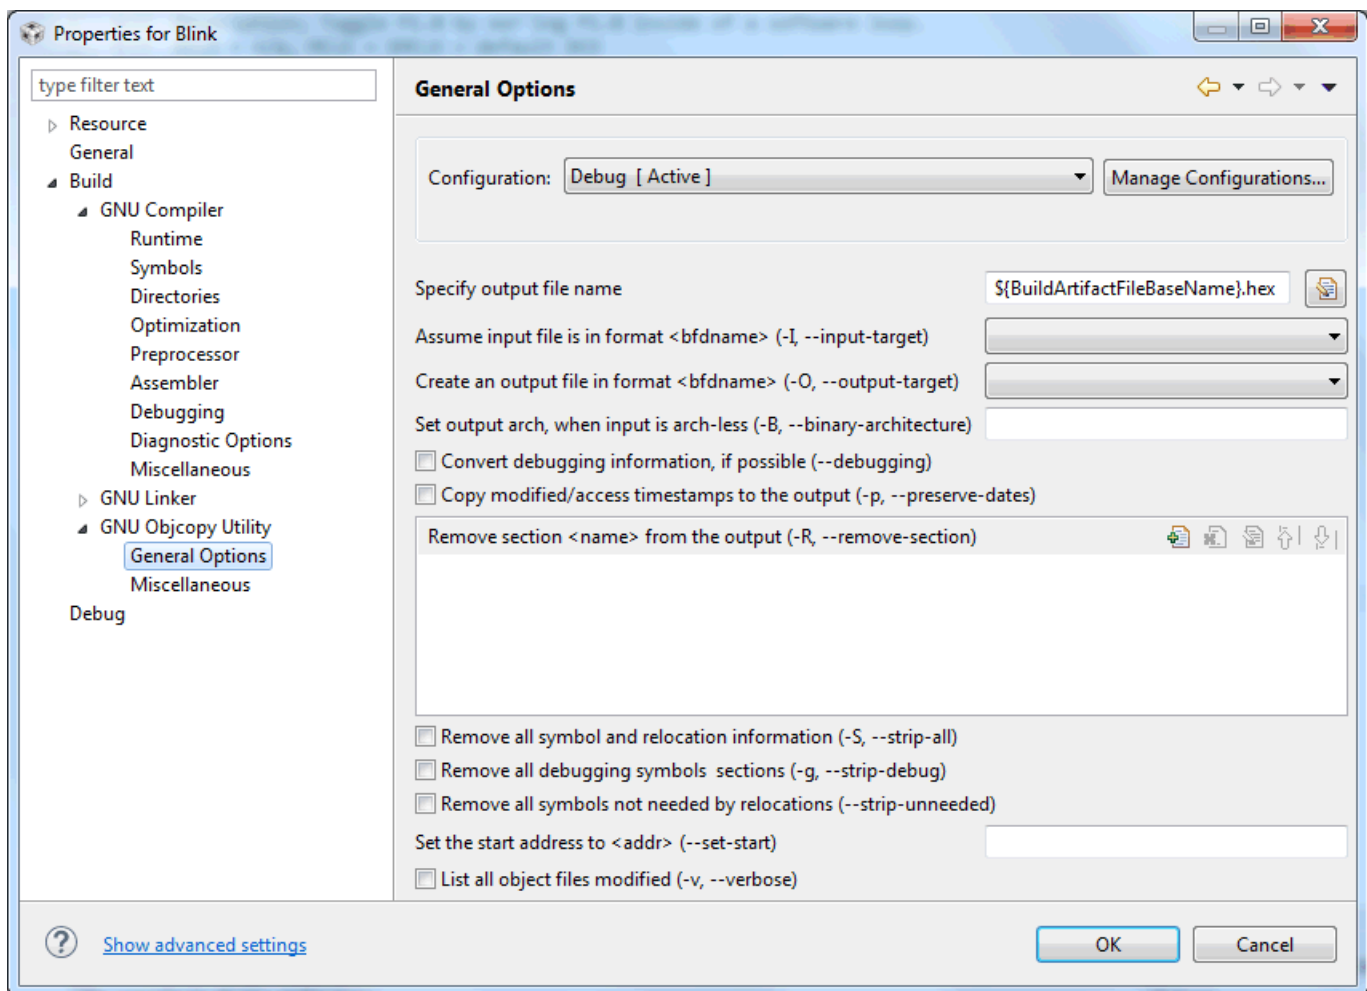 Properties for Blink
type filter text
Resource
General
Build
GNU Compiler
Runtime
Symbols
Directories
Optimization
Preprocessor
Assembler
Debugging
Diagnostic Options
Miscellaneous
GNU Linker
GNU Objcopy Utility
General Options
Miscellaneous
Debug
General Options
Configuration: Debug [ Active ] Manage Configurations...
Specify output file name ${BuildArtifactFileBaseName}.hex
Assume input file is in format <bfdname> (-I, --input-target)
Create an output file in format <bfdname> (-O, --output-target)
Set output arch, when input is arch-less (-B, --binary-architecture)
Convert debugging information, if possible (--debugging)
Copy modified/access timestamps to the output (-p, --preserve-dates)
Remove section <name> from the output (-R, --remove-section)
Remove all symbol and relocation information (-S, --strip-all)
Remove all debugging symbols sections (-g, --strip-debug)
Remove all symbols not needed by relocations (--strip-unneeded)
Set the start address to <addr> (--set-start)
List all object files modified (-v, --verbose)
Show advanced settings
OK Cancel